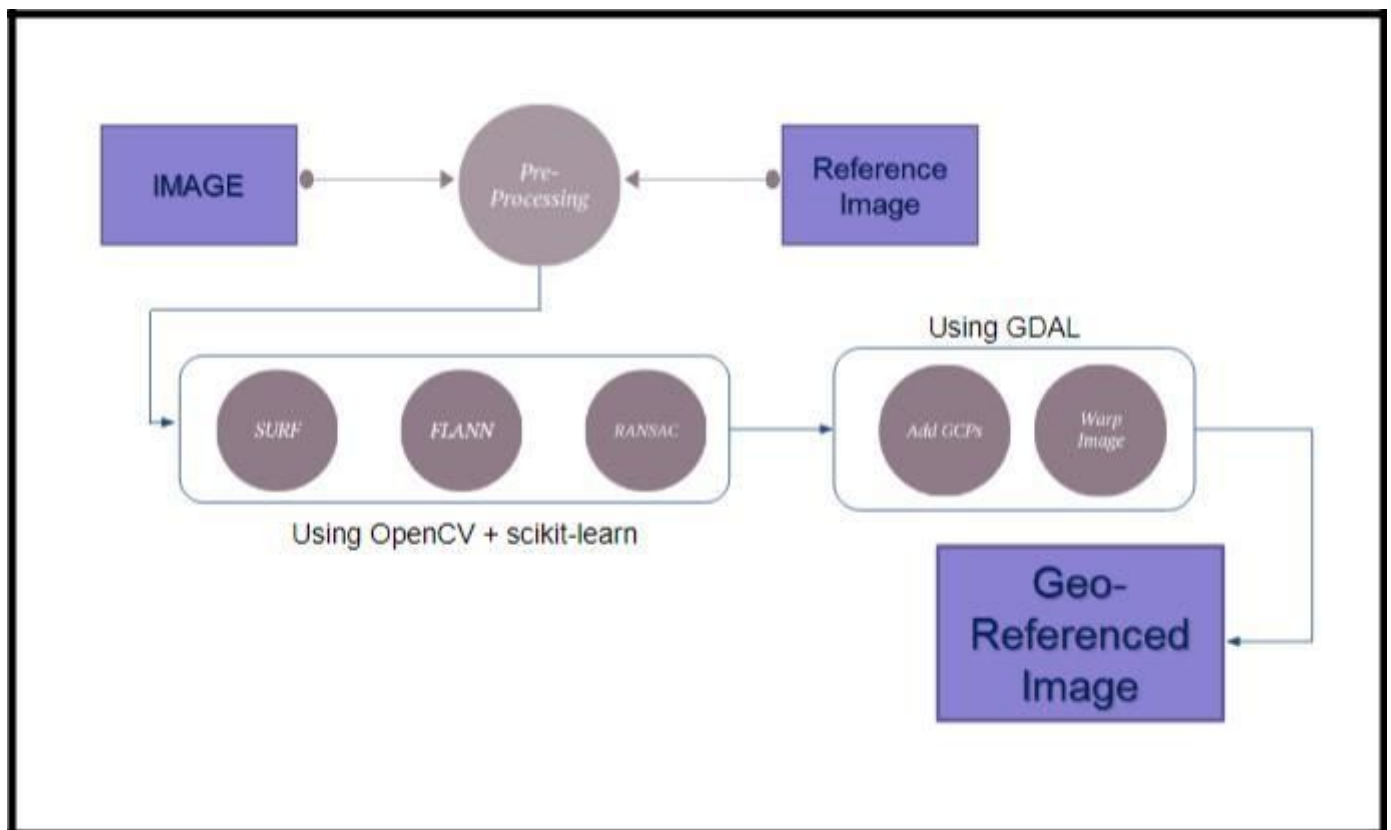 IMAGE
Pre-
Processing
Reference
Image
Using GDAL
SURF
FLANN
RANSAC
Add GCPs
Warp
Image
Using OpenCV + scikit-learn
Geo-
Referenced
Image